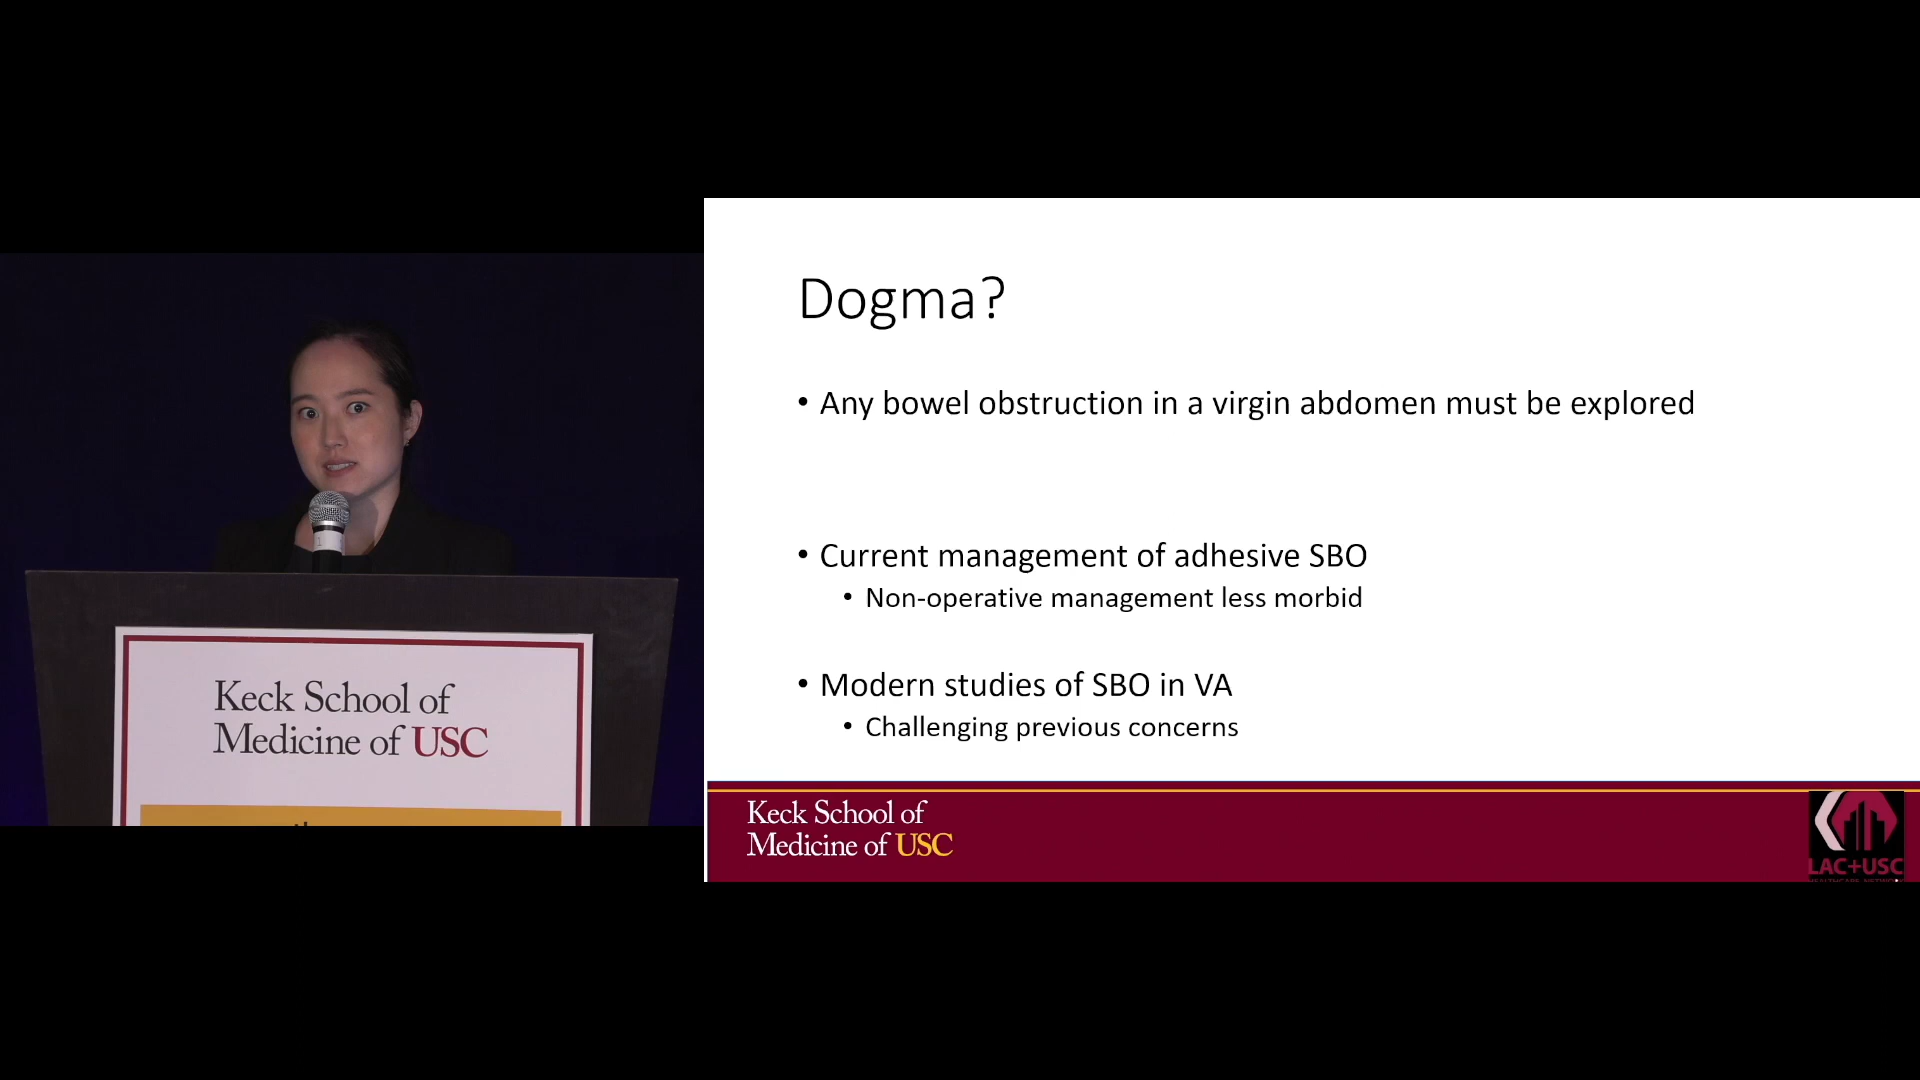 Dogma?
• Any bowel obstruction in a virgin abdomen must be explored
• Current management of adhesive SBO
• Non-operative management less morbid
• Modern studies of SBO in VA
• Challenging previous concerns
Keck School of
Medicine of USC
Keck School of
Medicine of USC
LAC+USC